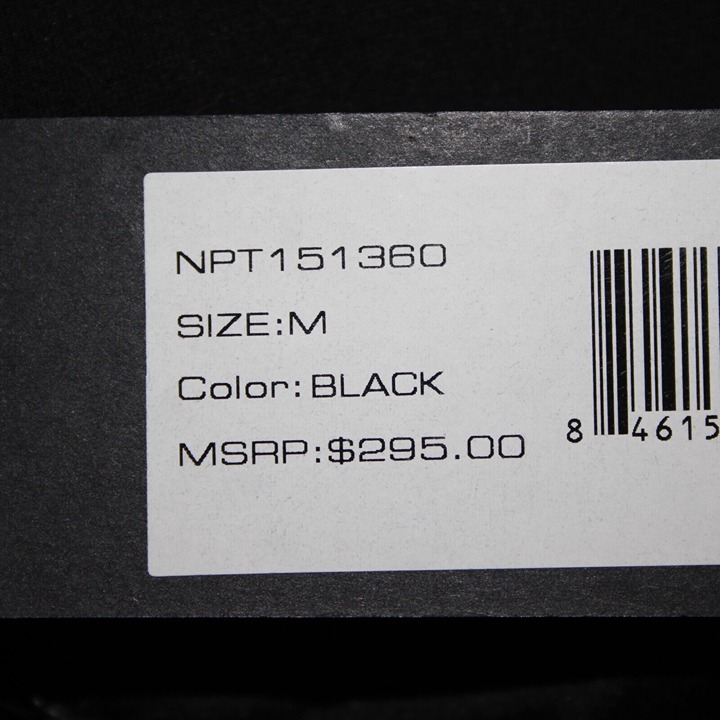 NPT151360
SIZE:M
Color:BLACK
MSRP:$295.00
8 4615